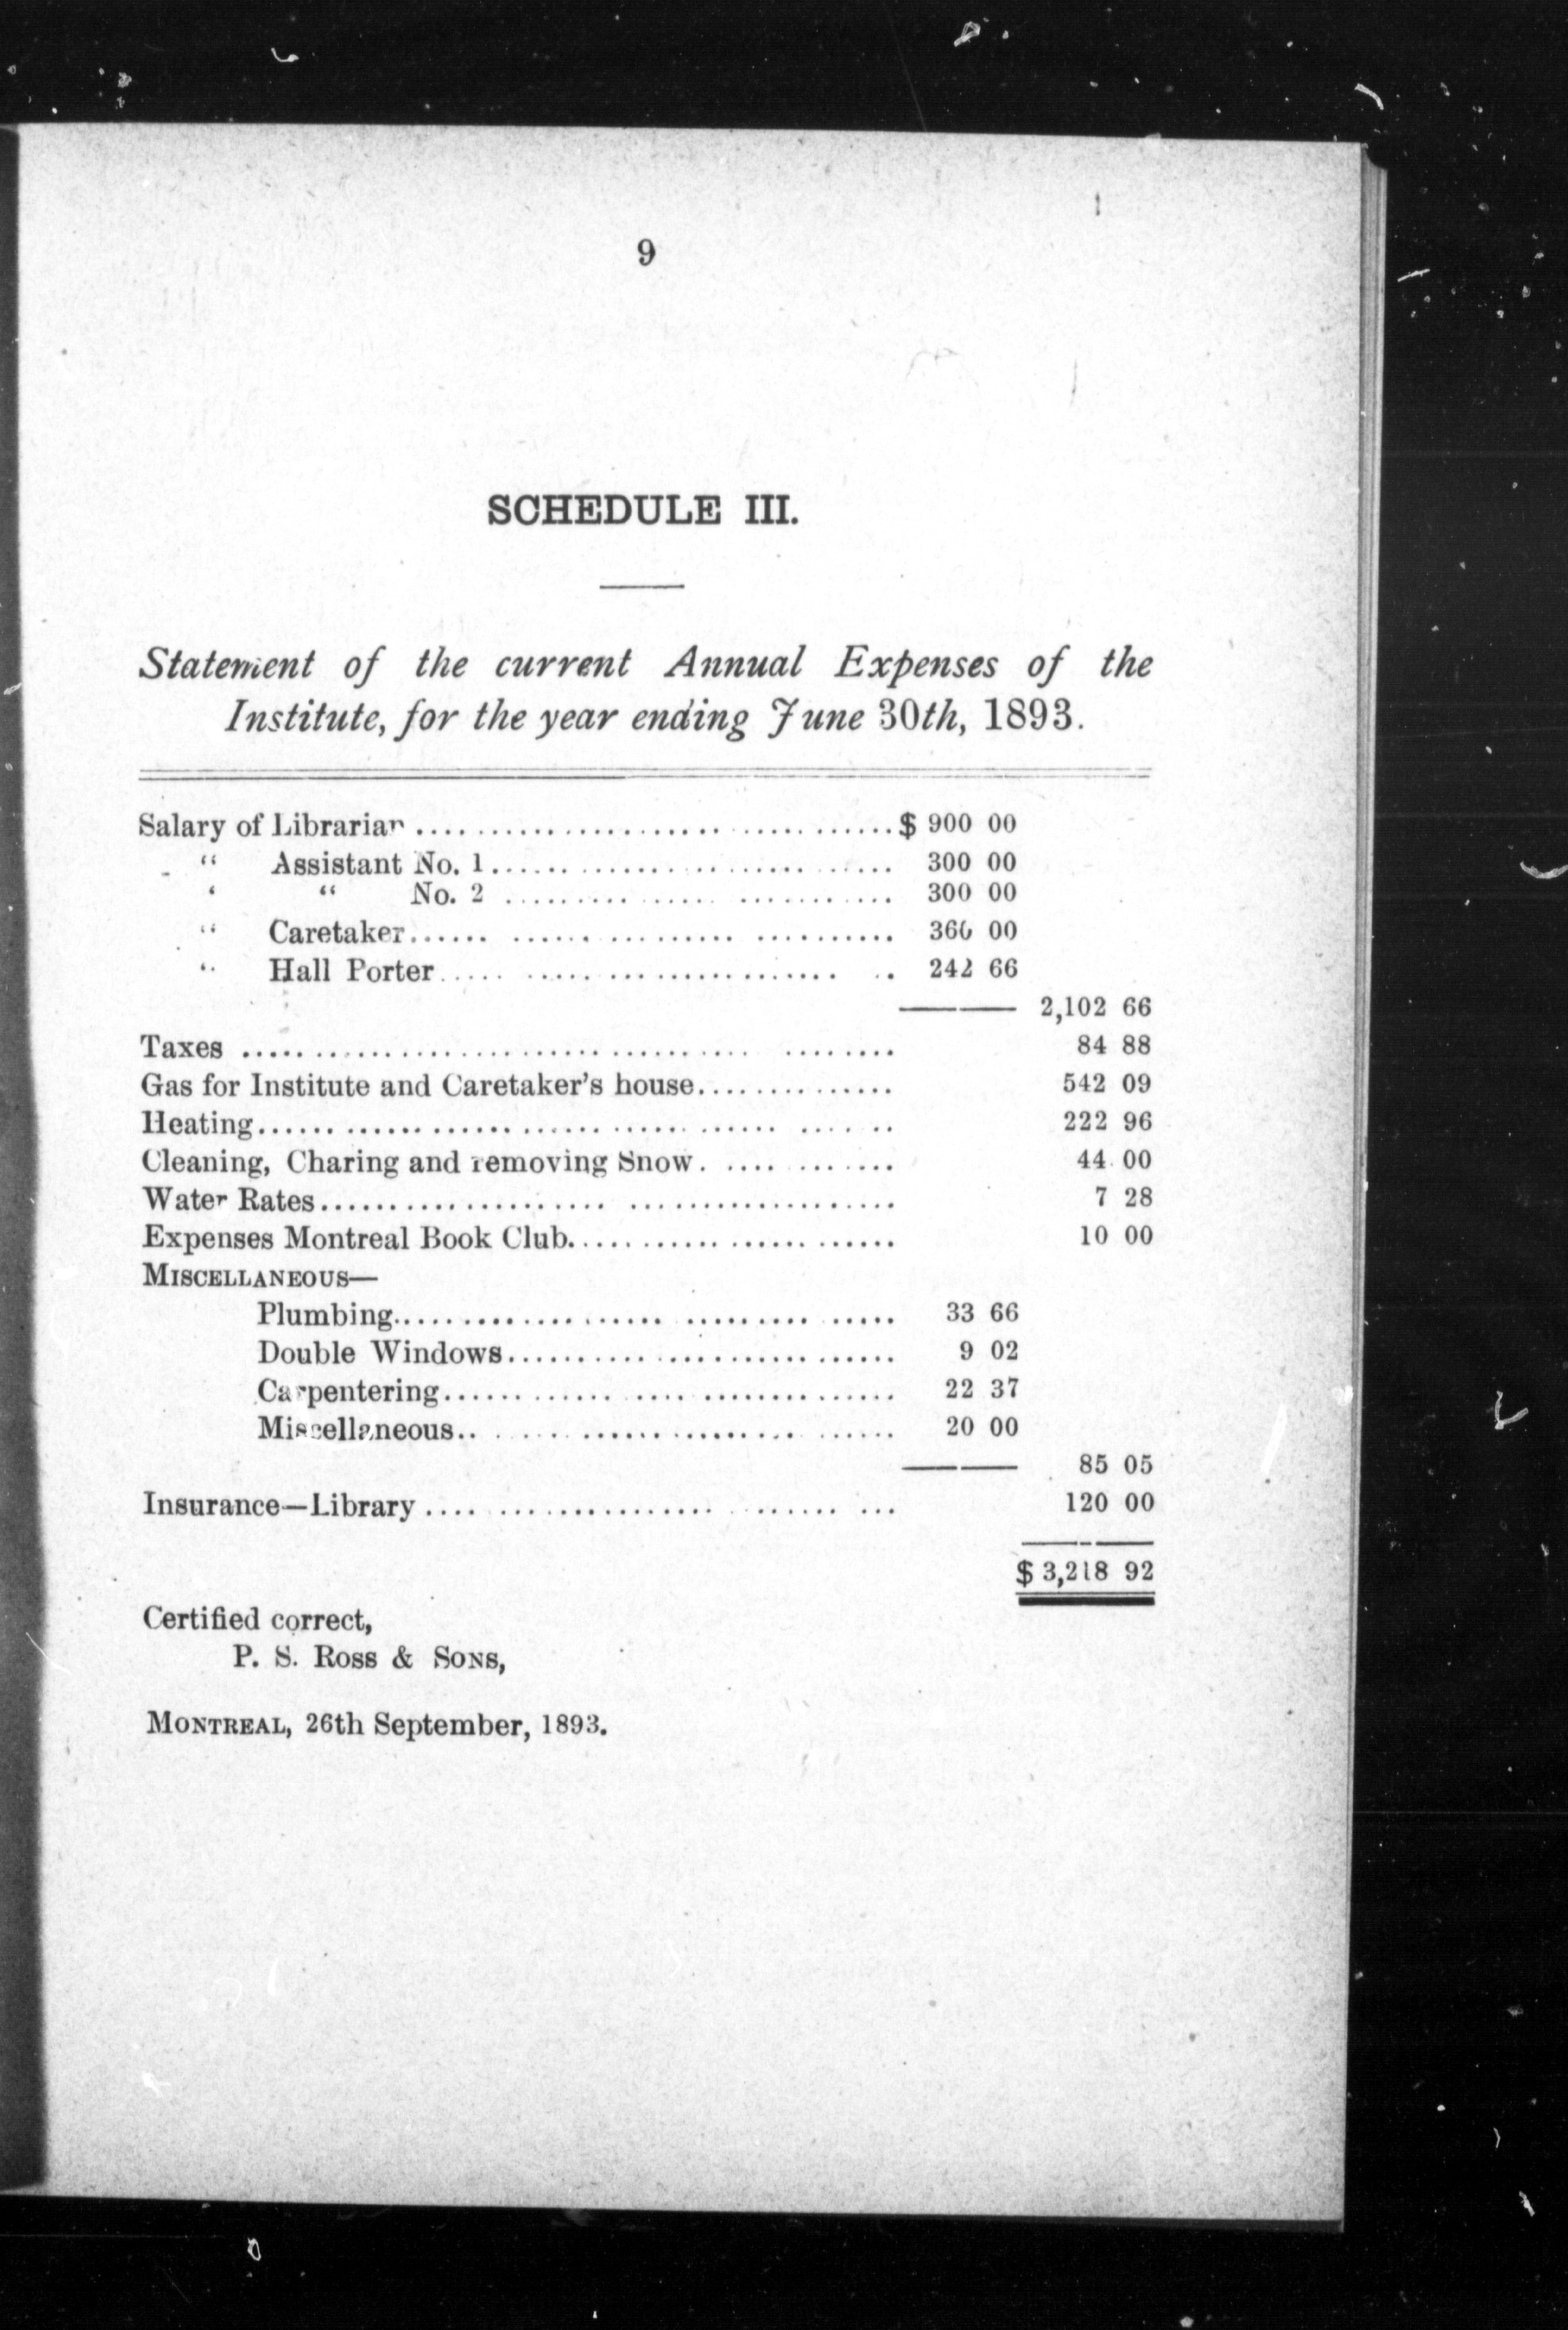 9
SCHEDULE III.
Statement of the current Annual Expenses of the
Institute, for the year ending June 30th, 1893.
Salary of Librarian ........................................ $ 900 00
“ Assistant No. 1........................................ 300 00
“ “ No. 2 ........................................ 300 00
“ Caretaker........................................ 360 00
“ Hall Porter........................................ 242 66
2,102 66
Taxes ........................................ 84 88
Gas for Institute and Caretaker's house............... 542 09
Heating........................................ 222 96
Cleaning, Charing and removing Snow............... 44 00
Water Rates........................................ 7 28
Expenses Montreal Book Club........................ 10 00
MISCELLANEOUS—
Plumbing........................................ 33 66
Double Windows........................................ 9 02
Carpentering........................................ 22 37
Miscellaneous........................................ 20 00
85 05
Insurance—Library ........................................ 120 00
$ 3,218 92
Certified correct,
P. S. ROSS & SONS,
MONTREAL, 26th September, 1893.